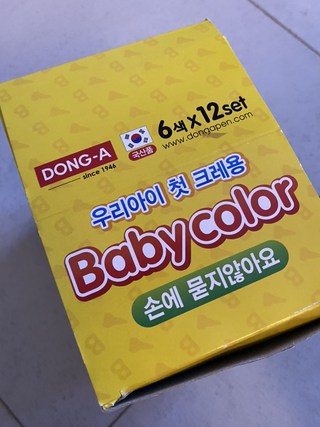 DONG-A
since 1946
국산품
6색 x 12set
www.dongapen.com
우리아이 첫 크레용
Baby color
손에 묻지않아요